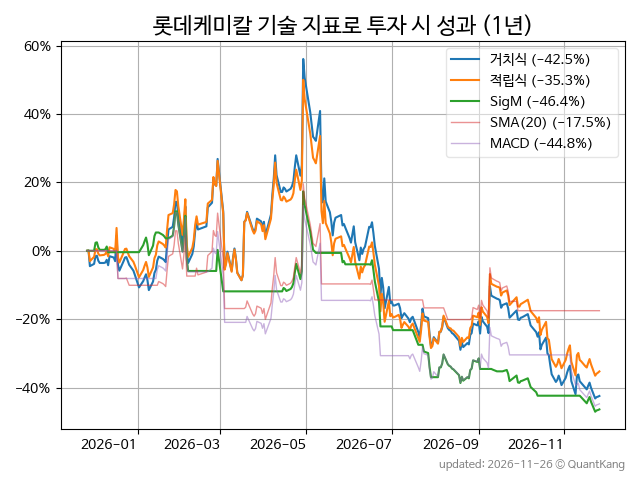 롯데케미칼 기술 지표로 투자 시 성과 (1년)
60%
40%
20%
0%
−20%
−40%
거치식 (−42.5%)
적립식 (−35.3%)
SigM (−46.4%)
SMA(20) (−17.5%)
MACD (−44.8%)
2026−01
2026−03
2026−05
2026−07
2026−09
2026−11
updated: 2026−11−26 ⓒ QuantKang